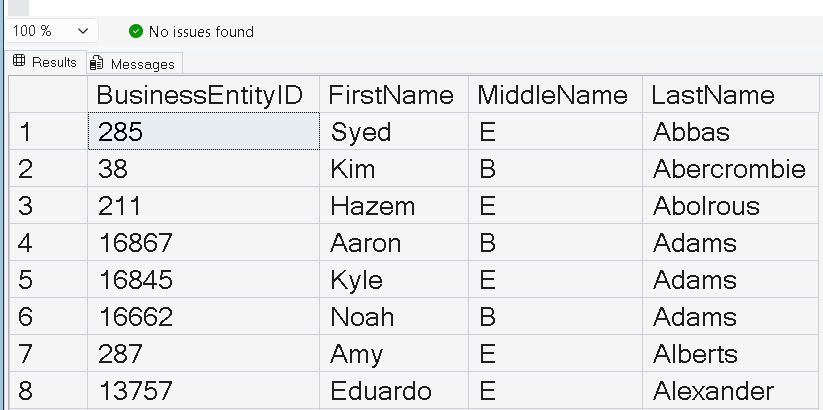 100 % No issues found
Results Messages
BusinessEntityID FirstName MiddleName LastName
1 285 Syed E Abbas
2 38 Kim B Abercrombie
3 211 Hazem E Abolrous
4 16867 Aaron B Adams
5 16845 Kyle E Adams
6 16662 Noah B Adams
7 287 Amy E Alberts
8 13757 Eduardo E Alexander